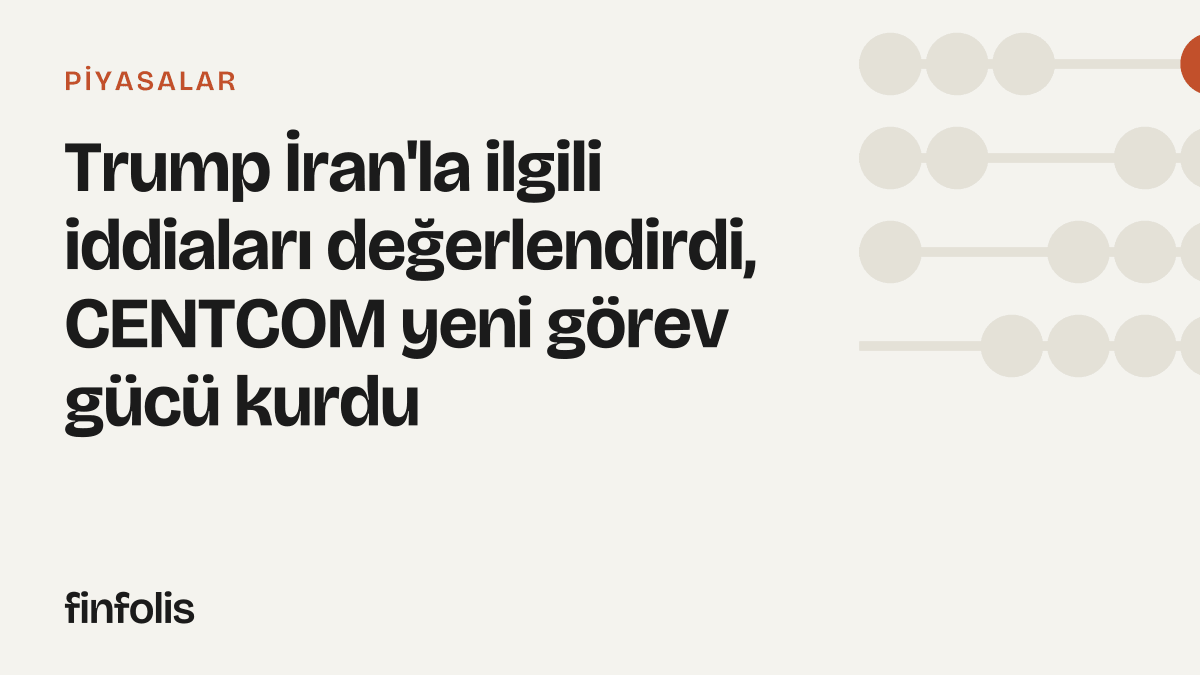 PİYASALAR
Trump İran'la ilgili
iddiaları değerlendirdi,
CENTCOM yeni görev
gücü kurdu
finfolis